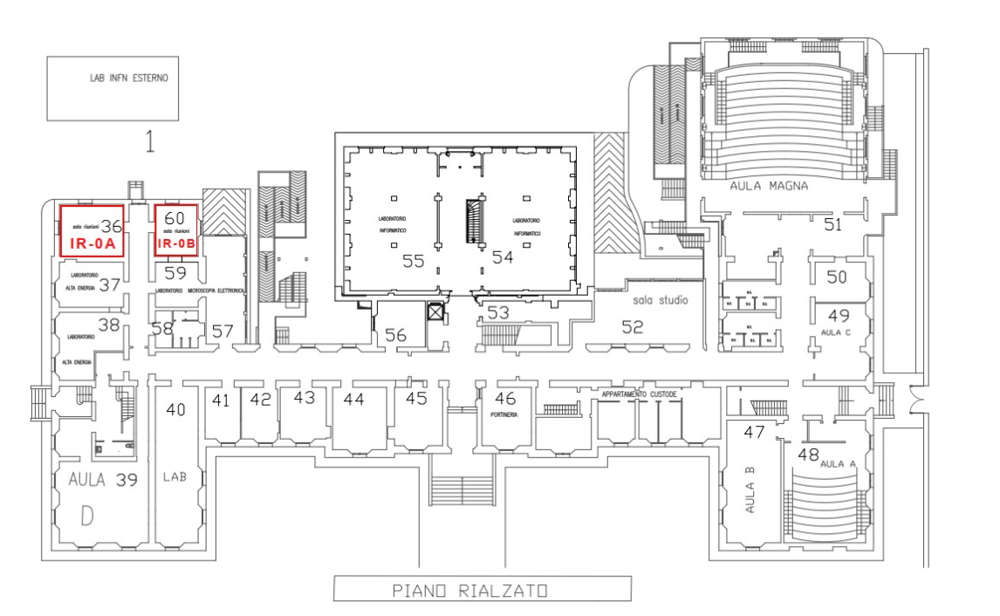 LAB INFN ESTERNO
1
AULA MAGNA
51
36
sala riunioni
IR-0A
60
sala riunioni
IR-0B
LABORATORIO
INFORMATICO
55
LABORATORIO
INFORMATICO
54
59
LABORATORIO MICROSCOPIA ELETTRONICA
LABORATORIO
ALTA ENERGIA
37
50
53
sala studio
52
49
AULA C
38
LABORATORIO
ALTA ENERGIA
58
57
56
40
LAB
41
42
43
44
45
46
PORTINERIA
APPARTAMENTO CUSTODE
47
AULA B
48
AULA A
AULA 39
D
PIANO RIALZATO